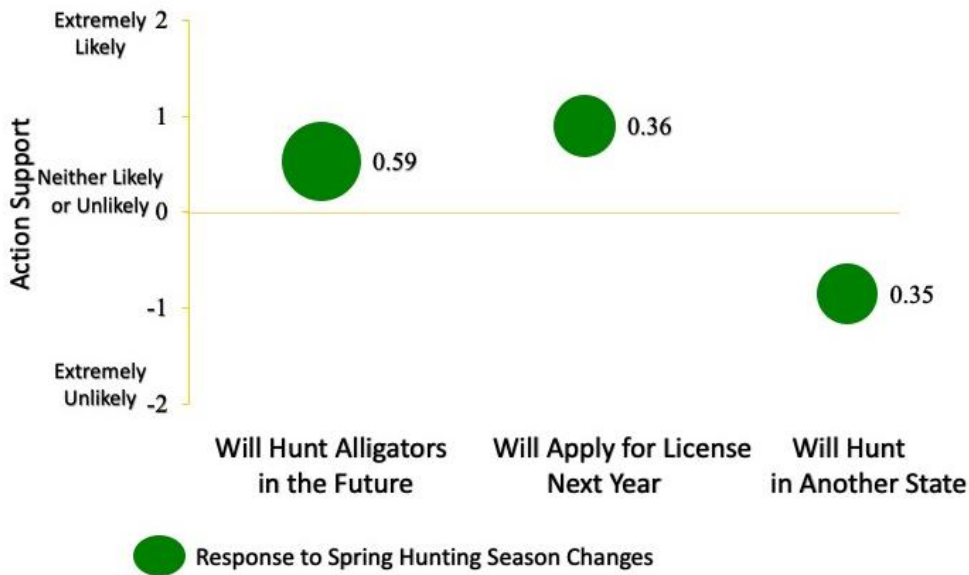 Extremely 2
Likely
1
0.36
0.59
Neither Likely
or Unlikely 0
Action Support
-1
0.35
Extremely
Unlikely
-2
Will Hunt Alligators
in the Future
Will Apply for License
Next Year
Will Hunt
in Another State
Response to Spring Hunting Season Changes